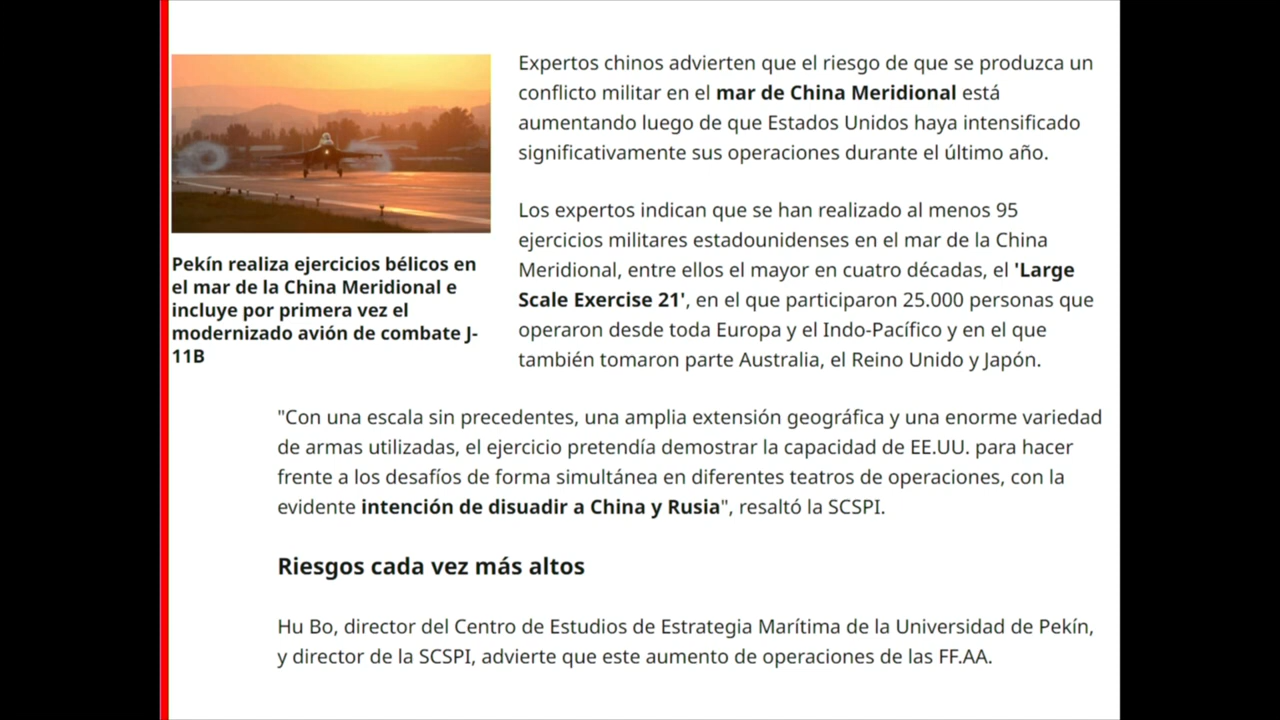 Expertos chinos advierten que el riesgo de que se produzca un
conflicto militar en el mar de China Meridional está
aumentando luego de que Estados Unidos haya intensificado
significativamente sus operaciones durante el último año.
Los expertos indican que se han realizado al menos 95
ejercicios militares estadounidenses en el mar de la China
Meridional, entre ellos el mayor en cuatro décadas, el 'Large
Scale Exercise 21', en el que participaron 25.000 personas que
operaron desde toda Europa y el Indo-Pacífico y en el que
también tomaron parte Australia, el Reino Unido y Japón.
Pekín realiza ejercicios bélicos en
el mar de la China Meridional e
incluye por primera vez el
modernizado avión de combate J-
11B
"Con una escala sin precedentes, una amplia extensión geográfica y una enorme variedad
de armas utilizadas, el ejercicio pretendía demostrar la capacidad de EE.UU. para hacer
frente a los desafíos de forma simultánea en diferentes teatros de operaciones, con la
evidente intención de disuadir a China y Rusia", resaltó la SCSPI.
Riesgos cada vez más altos
Hu Bo, director del Centro de Estudios de Estrategia Marítima de la Universidad de Pekín,
y director de la SCSPI, advierte que este aumento de operaciones de las FF.AA.